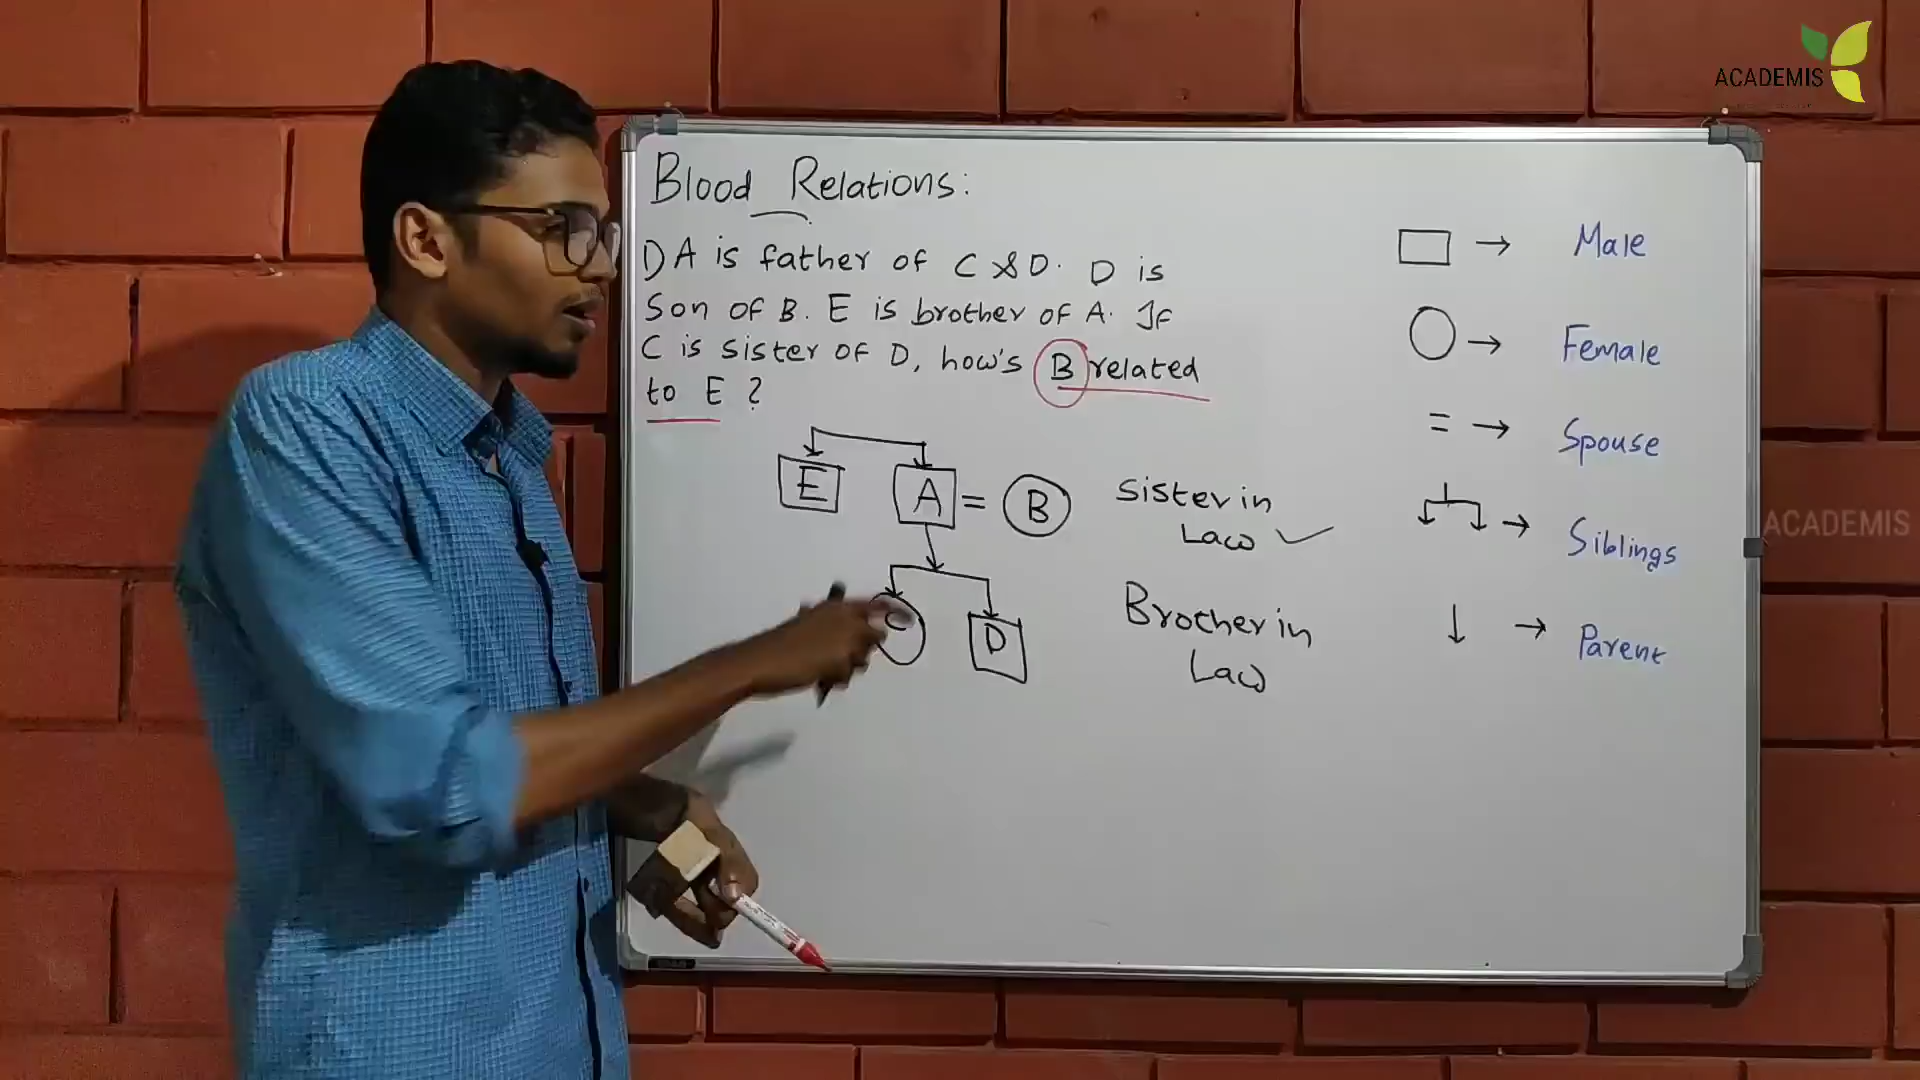 ACADEMIS
Blood Relations:
1) A is father of C & D. D is
Son of B. E is brother of A. If
C is sister of D, how's B related
to E ?
E A = B
C D
Sister in
Law
Brother in
Law
→ Male
→ Female
= → Spouse
→ Siblings
↓ → Parent
ACADEMIS